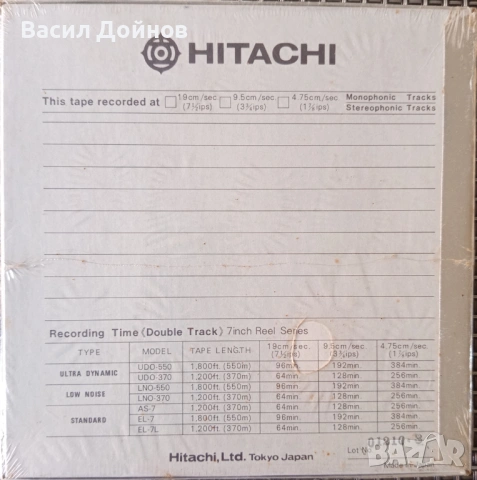 Васил Дойнов
HITACHI
This tape recorded at 19cm/sec. (7½ips) 9.5cm/sec. (3¾ips) 4.75cm/sec. (1⅞ips) Monophonic Tracks
Stereophonic Tracks
Recording Time (Double Track) 7inch Reel Series
TYPE MODEL TAPE LENGTH 19cm/sec. (7½ips) 9.5cm/sec. (3¾ips) 4.75cm/sec. (1⅞ips)
ULTRA DYNAMIC UDO-550 1,800ft. (550m) 96min. 192min. 384min.
UDO-370 1,200ft. (370m) 64min. 128min. 256min.
LOW NOISE LNO-550 1,800ft. (550m) 96min. 192min. 384min.
LNO-370 1,200ft. (370m) 64min. 128min. 256min.
STANDARD AS-7 1,200ft. (370m) 64min. 128min. 256min.
EL-7 1,800ft. (550m) 96min. 192min. 384min.
EL-7L 1,200ft. (370m) 64min. 128min. 256min.
Hitachi, Ltd. Tokyo Japan
Lot No.
Made in Japan
bazar